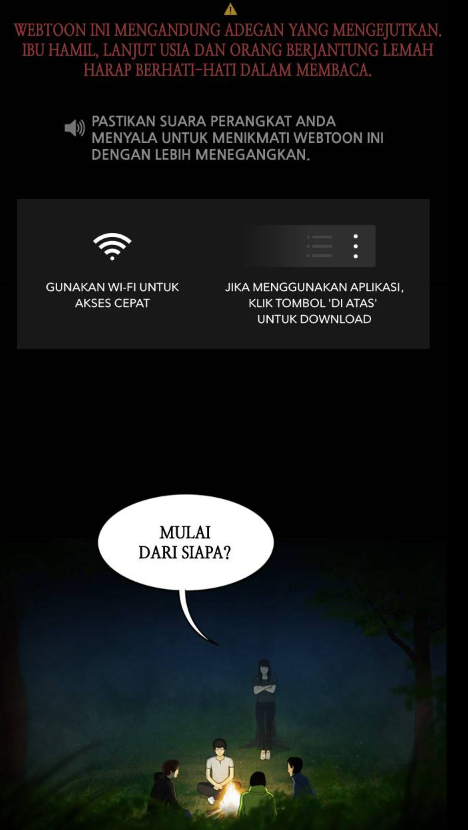 WEBTOON INI MENGANDUNG ADEGAN YANG MENGEJUTKAN.
IBU HAMIL, LANJUT USIA DAN ORANG BERJANTUNG LEMAH
HARAP BERHATI-HATI DALAM MEMBACA.
PASTIKAN SUARA PERANGKAT ANDA
MENYALA UNTUK MENIKMATI WEBTOON INI
DENGAN LEBIH MENEGANGKAN.
GUNAKAN WI-FI UNTUK
AKSES CEPAT
JIKA MENGGUNAKAN APLIKASI,
KLIK TOMBOL 'DI ATAS'
UNTUK DOWNLOAD
MULAI
DARI SIAPA?